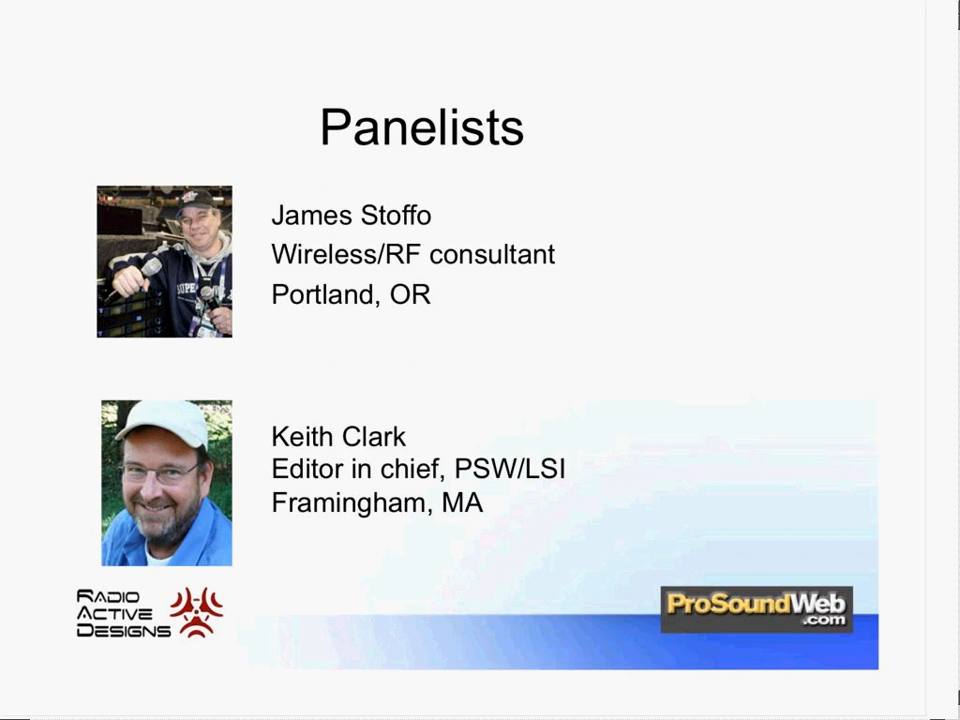 Panelists
James Stoffo
Wireless/RF consultant
Portland, OR
Keith Clark
Editor in chief, PSW/LSI
Framingham, MA
RADIO
ACTIVE
DESIGNS
ProSoundWeb
.com